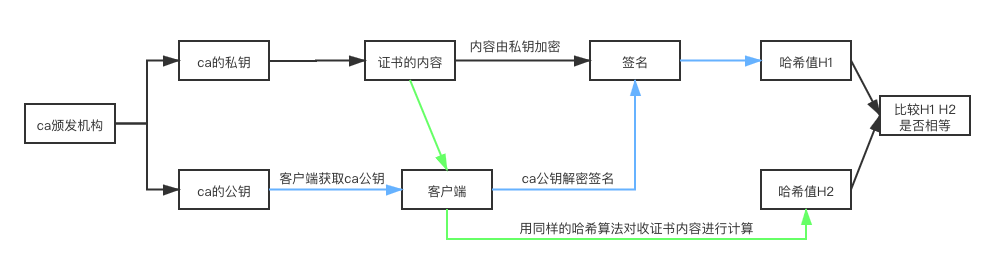 内容由私钥加密
ca的私钥
证书的内容
签名
哈希值H1
比较H1 H2
是否相等
ca颁发机构
客户端获取ca公钥
ca公钥解密签名
ca的公钥
客户端
哈希值H2
用同样的哈希算法对收证书内容进行计算